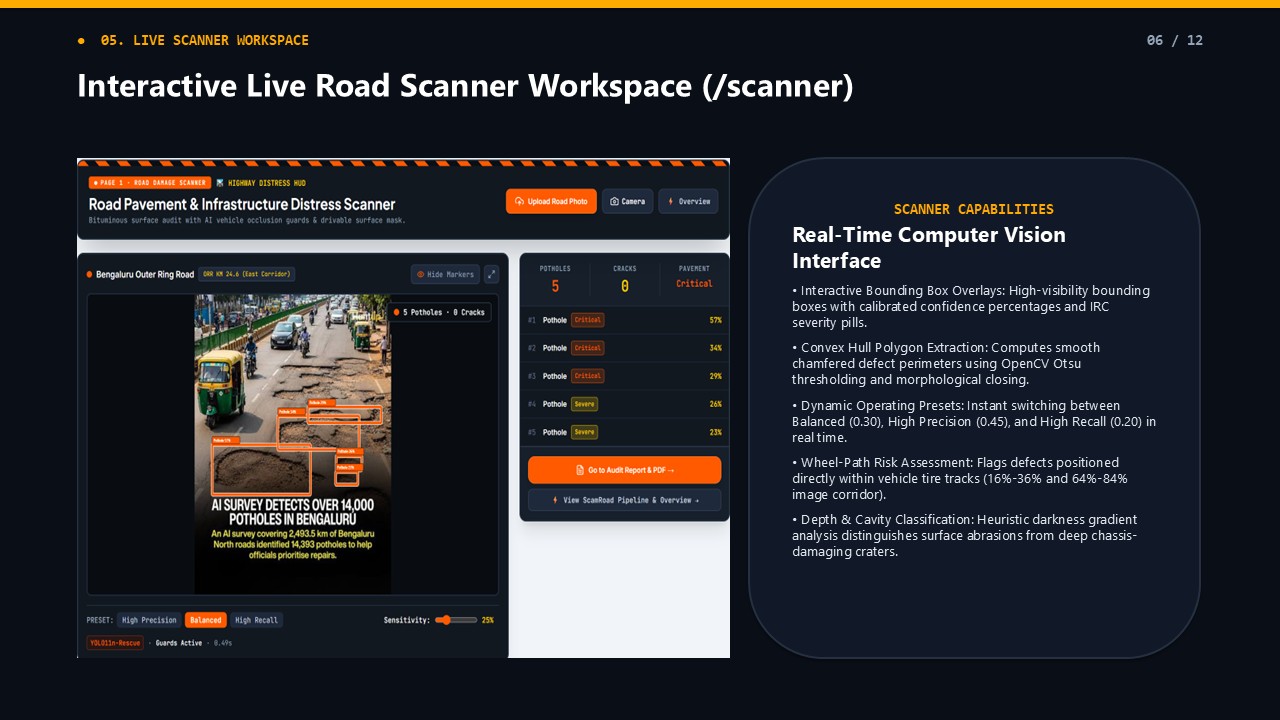 ● 05. LIVE SCANNER WORKSPACE
06 / 12
Interactive Live Road Scanner Workspace (/scanner)
PAGE 1 · ROAD DAMAGE SCANNER
HIGHWAY DISTRESS HUD
Road Pavement & Infrastructure Distress Scanner
Bituminous surface audit with AI vehicle occlusion guards & drivable surface mask.
Upload Road Photo
Camera
Overview
Bengaluru Outer Ring Road
ORR KM 24.6 (East Corridor)
Hide Markers
5 Potholes · 0 Cracks
AI SURVEY DETECTS OVER 14,000
POTHOLES IN BENGALURU
An AI survey covering 2,493.5 km of Bengaluru
North roads identified 14,393 potholes to help
officials prioritise repairs.
PRESET: High Precision Balanced High Recall
Sensitivity: 25%
YOLO11n-Rescue · Guards Active · 0.49s
POTHOLES CRACKS PAVEMENT
5 0 Critical
#1 Pothole Critical 57%
#2 Pothole Critical 34%
#3 Pothole Critical 29%
#4 Pothole Severe 26%
#5 Pothole Severe 23%
Go to Audit Report & PDF →
View ScamRoad Pipeline & Overview →
SCANNER CAPABILITIES
Real-Time Computer Vision
Interface
• Interactive Bounding Box Overlays: High-visibility bounding
boxes with calibrated confidence percentages and IRC
severity pills.
• Convex Hull Polygon Extraction: Computes smooth
chamfered defect perimeters using OpenCV Otsu
thresholding and morphological closing.
• Dynamic Operating Presets: Instant switching between
Balanced (0.30), High Precision (0.45), and High Recall (0.20) in
real time.
• Wheel-Path Risk Assessment: Flags defects positioned
directly within vehicle tire tracks (16%-36% and 64%-84%
image corridor).
• Depth & Cavity Classification: Heuristic darkness gradient
analysis distinguishes surface abrasions from deep chassis-
damaging craters.